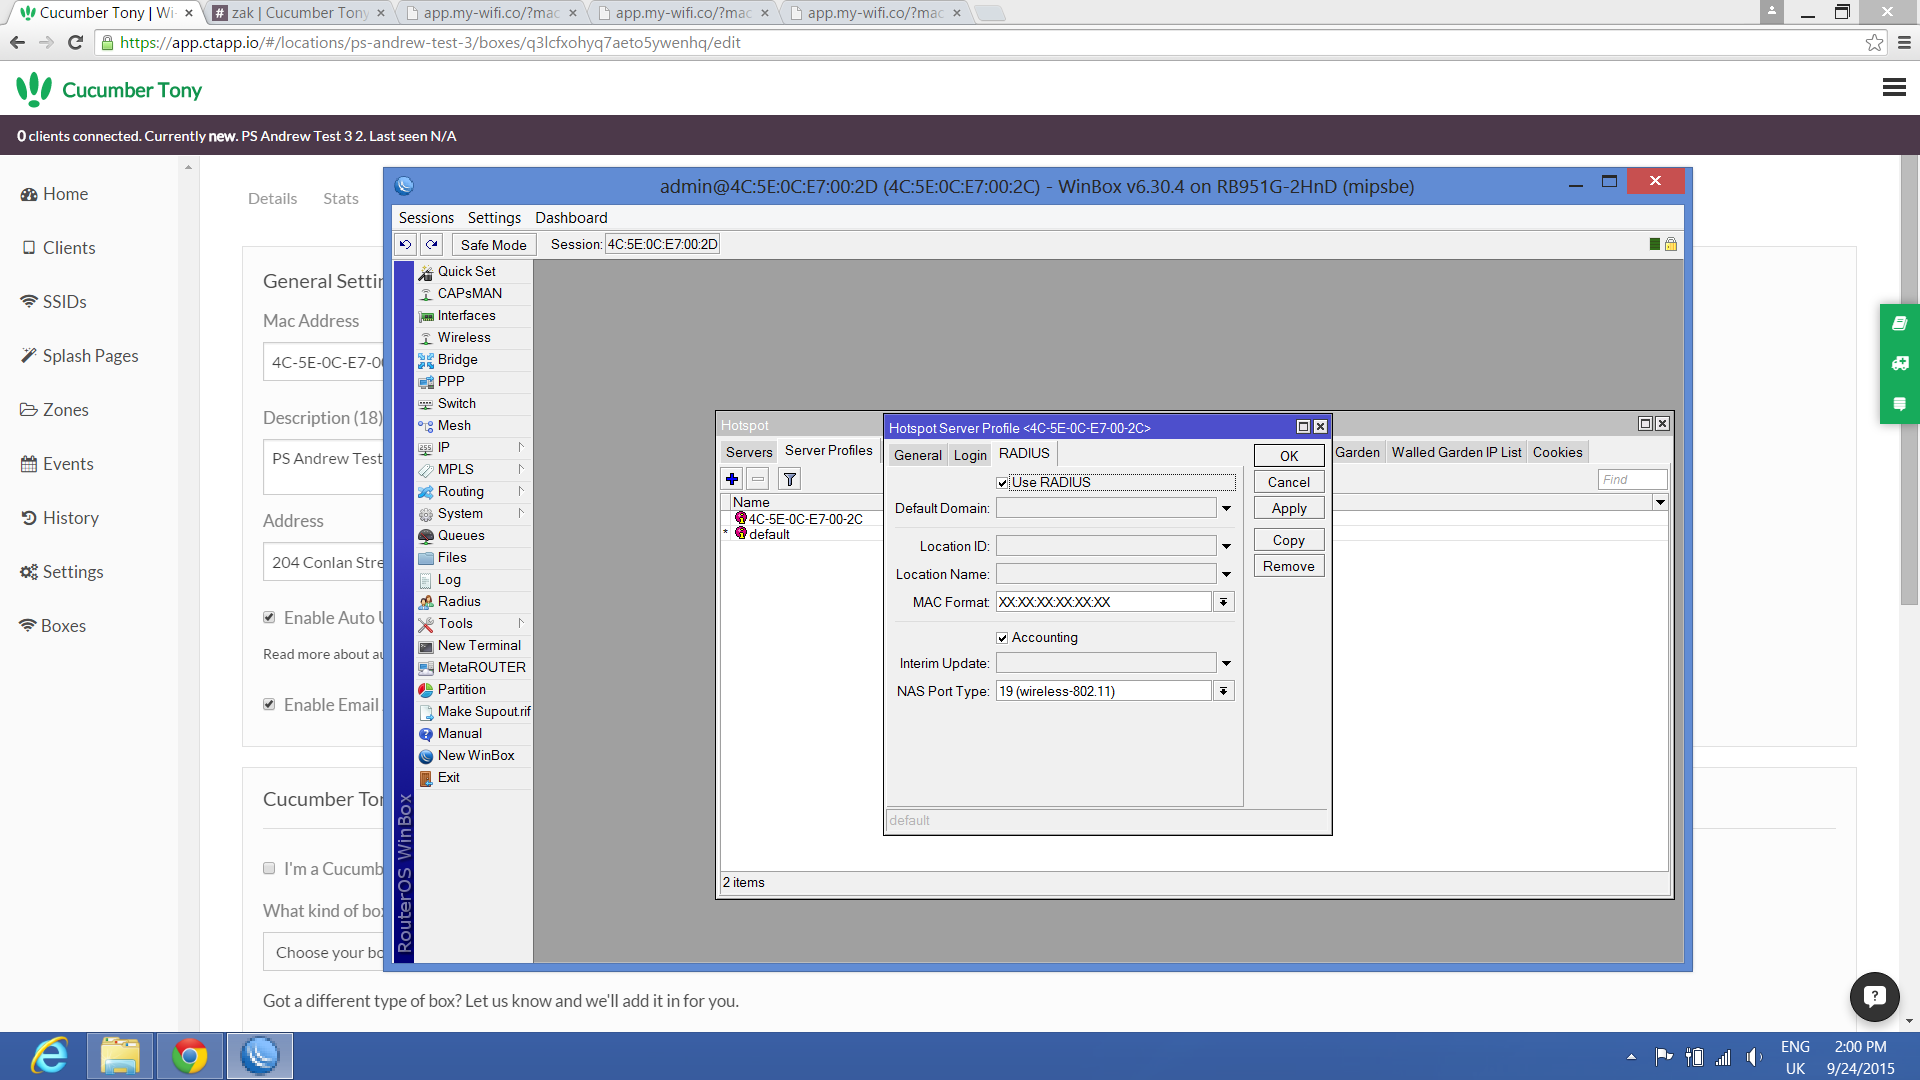 Cucumber Tony | Wi-
zak | Cucumber Tony
app.my-wifi.co/?mac
app.my-wifi.co/?mac
app.my-wifi.co/?mac
https://app.ctapp.io/#/locations/ps-andrew-test-3/boxes/q3lcfxohyq7aeto5ywenhq/edit
Cucumber Tony
0 clients connected. Currently new. PS Andrew Test 3 2. Last seen N/A
Home
Clients
SSIDs
Splash Pages
Zones
Events
History
Settings
Boxes
Details
Stats
General Settin
Mac Address
4C-5E-0C-E7-00
Description (18)
PS Andrew Test
Address
204 Conlan Stre
Enable Auto U
Read more about au
Enable Email
Cucumber Ton
I'm a Cucumb
What kind of box
Choose your bo
Got a different type of box? Let us know and we'll add it in for you.
admin@4C:5E:0C:E7:00:2D (4C:5E:0C:E7:00:2C) - WinBox v6.30.4 on RB951G-2HnD (mipsbe)
Sessions Settings Dashboard
Safe Mode Session: 4C:5E:0C:E7:00:2D
Quick Set
CAPsMAN
Interfaces
Wireless
Bridge
PPP
Switch
Mesh
IP
MPLS
Routing
System
Queues
Files
Log
Radius
Tools
New Terminal
MetaROUTER
Partition
Make Supout.rif
Manual
New WinBox
Exit
RouterOS WinBox
Hotspot
Servers Server Profiles
Garden Walled Garden IP List Cookies
Find
Name
4C-5E-0C-E7-00-2C
* default
2 items
Hotspot Server Profile <4C-5E-0C-E7-00-2C>
General Login RADIUS
Use RADIUS
Default Domain:
Location ID:
Location Name:
MAC Format: XX:XX:XX:XX:XX:XX
Accounting
Interim Update:
NAS Port Type: 19 (wireless-802.11)
default
OK
Cancel
Apply
Copy
Remove
ENG
UK
2:00 PM
9/24/2015